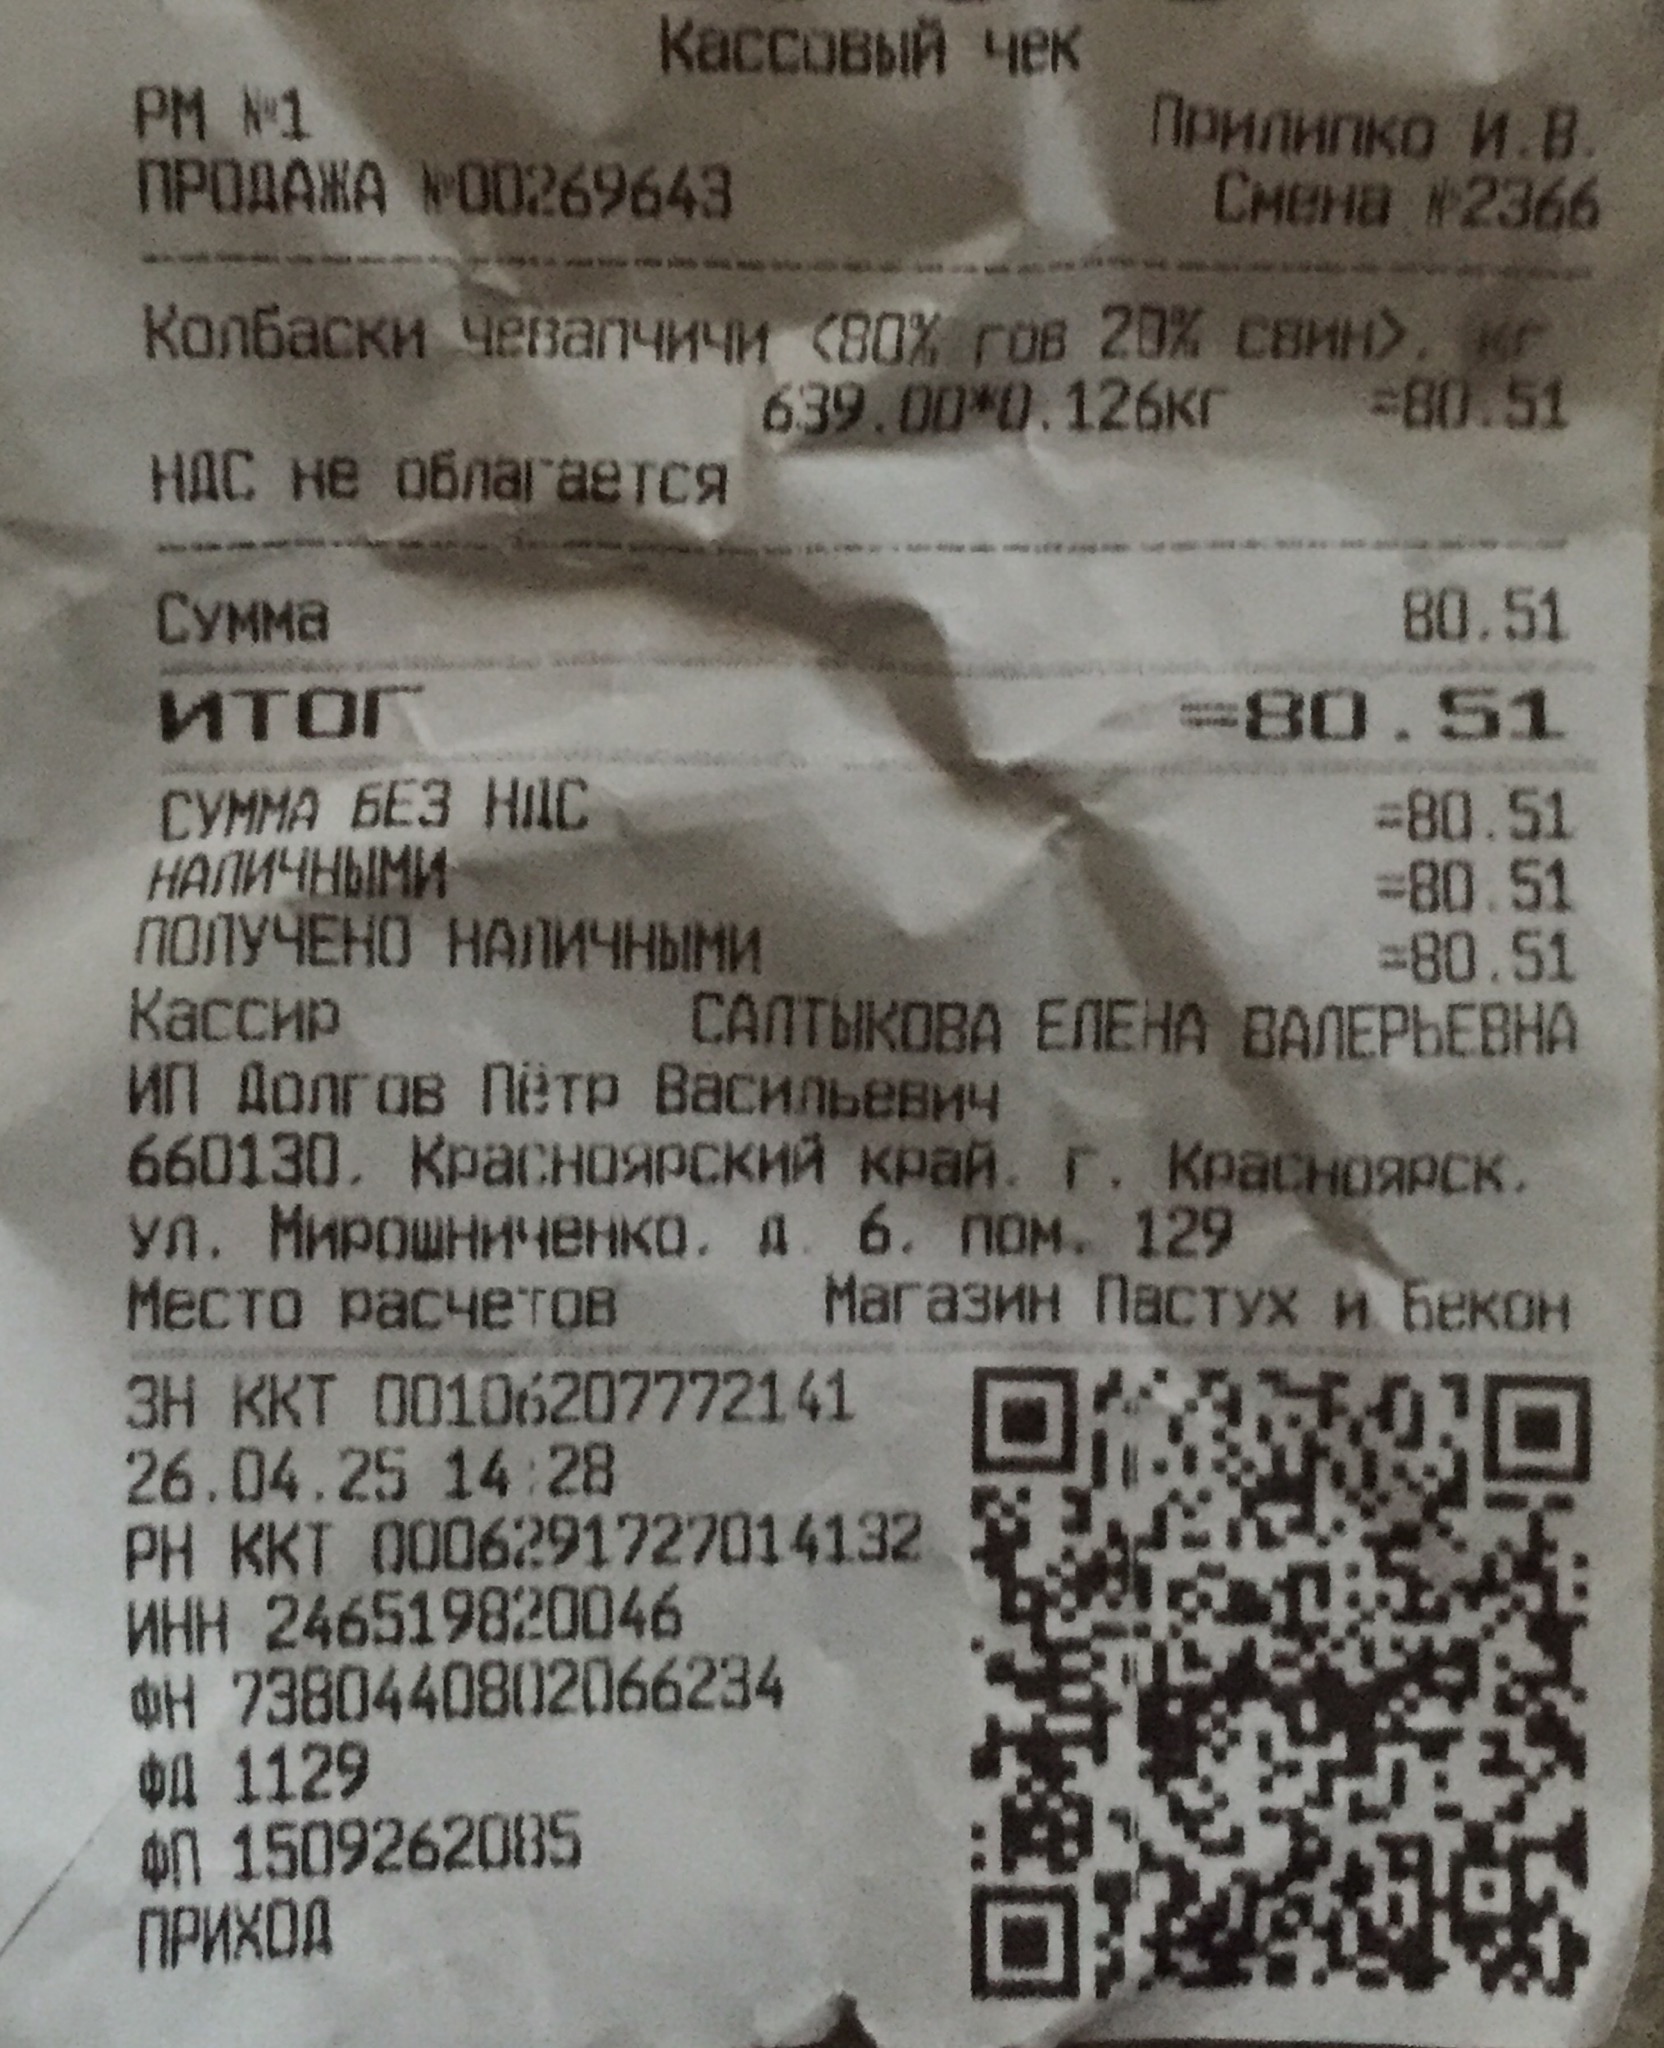 Кассовый чек
РМ №1 Прилипко И.В.
ПРОДАЖА №00269643 Смена №2366
Колбаски чевапчичи <80% гов 20% свин>, кг
639.00*0.126кг =80.51
НДС не облагается
Сумма 80.51
ИТОГ =80.51
СУММА БЕЗ НДС =80.51
НАЛИЧНЫМИ =80.51
ПОЛУЧЕНО НАЛИЧНЫМИ =80.51
Кассир САЛТЫКОВА ЕЛЕНА ВАЛЕРЬЕВНА
ИП Долгов Пётр Васильевич
660130, Красноярский край, г. Красноярск,
ул. Мирошниченко, д. 6, пом. 129
Место расчетов Магазин Пастух и Бекон
ЗН ККТ 00106207772141
26.04.25 14:28
РН ККТ 0006291727014132
ИНН 246519820046
ФН 7380440802066234
ФД 1129
ФП 1509262085
ПРИХОД